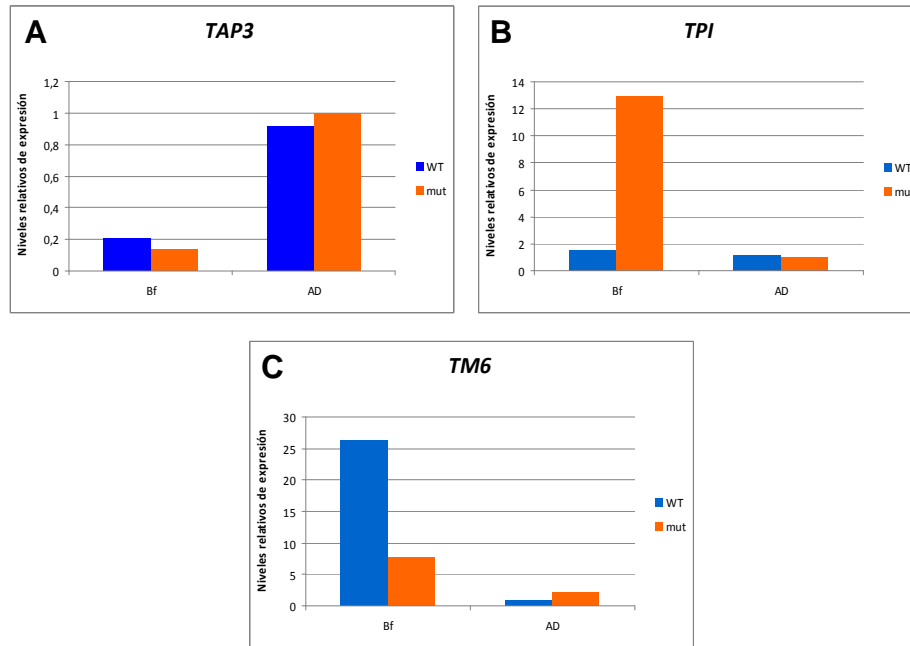 A
TAP3
Niveles relativos de expresión
1,2
1
0,8
0,6
0,4
0,2
0
Bf
AD
WT
mut
B
TPI
Niveles relativos de expresión
14
12
10
8
6
4
2
0
Bf
AD
WT
mut
C
TM6
Niveles relativos de expresión
30
25
20
15
10
5
0
Bf
AD
WT
mut